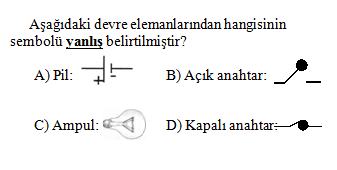 Aşağıdaki devre elemanlarından hangisinin
sembolü yanlış belirtilmiştir?
A) Pil: B) Açık anahtar:
C) Ampul: D) Kapalı anahtar: